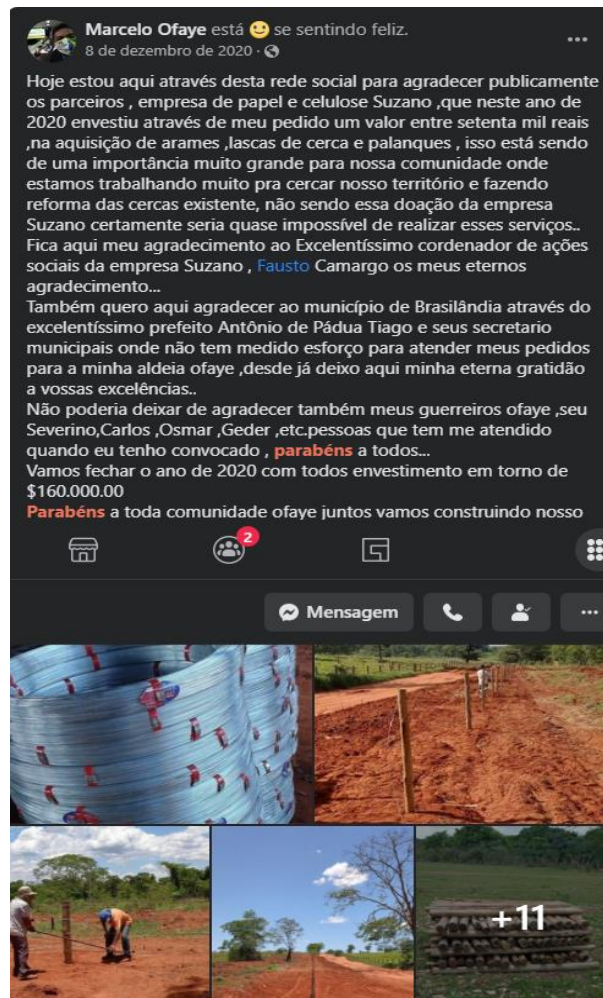 Marcelo Ofaye está se sentindo feliz.
8 de dezembro de 2020 ·
Hoje estou aqui através desta rede social para agradecer publicamente
os parceiros , empresa de papel e celulose Suzano ,que neste ano de
2020 envestiu através de meu pedido um valor entre setenta mil reais
,na aquisição de arames ,lascas de cerca e palanques , isso está sendo
de uma importância muito grande para nossa comunidade onde
estamos trabalhando muito pra cercar nosso território e fazendo
reforma das cercas existente, não sendo essa doação da empresa
Suzano certamente seria quase impossível de realizar esses serviços..
Fica aqui meu agradecimento ao Excelentíssimo cordenador de ações
sociais da empresa Suzano , Fausto Camargo os meus eternos
agradecimento...
Também quero aqui agradecer ao município de Brasilândia através do
excelentíssimo prefeito Antônio de Pádua Tiago e seus secretario
municipais onde não tem medido esforço para atender meus pedidos
para a minha aldeia ofaye ,desde já deixo aqui minha eterna gratidão
a vossas excelências..
Não poderia deixar de agradecer também meus guerreiros ofaye ,seu
Severino,Carlos ,Osmar ,Geder ,etc.pessoas que tem me atendido
quando eu tenho convocado , parabéns a todos...
Vamos fechar o ano de 2020 com todos envestimento em torno de
$160.000.00
Parabéns a toda comunidade ofaye juntos vamos construindo nosso
2
Mensagem
+11